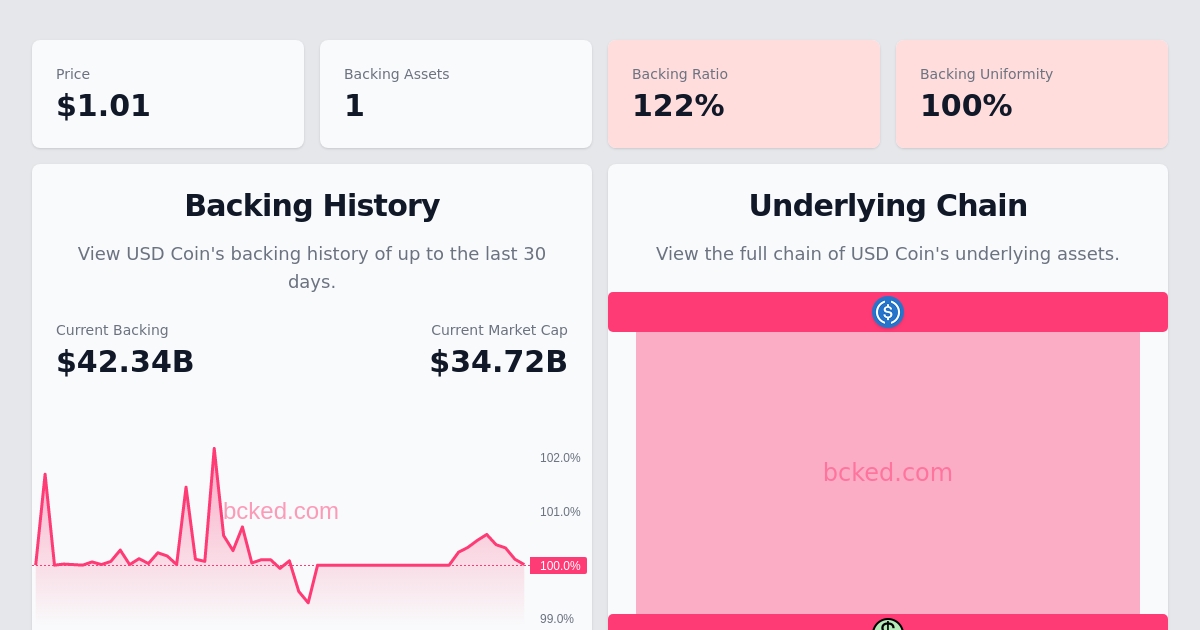 Price
$1.01
Backing Assets
1
Backing Ratio
122%
Backing Uniformity
100%
Backing History
View USD Coin's backing history of up to the last 30
days.
Current Backing
$42.34B
Current Market Cap
$34.72B
102.0%
bcked.com
101.0%
100.0%
99.0%
Underlying Chain
View the full chain of USD Coin's underlying assets.
$
bcked.com
$